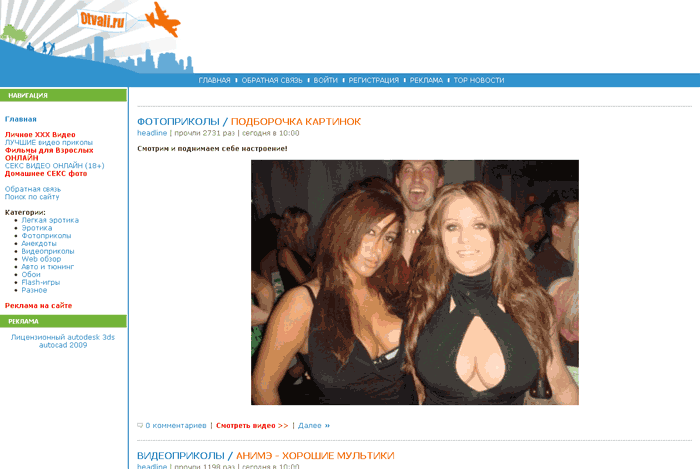 Otvali.ru
ГЛАВНАЯ ОБРАТНАЯ СВЯЗЬ ВОЙТИ РЕГИСТРАЦИЯ РЕКЛАМА TOP НОВОСТИ
НАВИГАЦИЯ
Главная
Личное XXX Видео
ЛУЧШИЕ видео приколы
Фильмы для Взрослых
ОНЛАЙН
СЕКС ВИДЕО ОНЛАЙН (18+)
Домашнее СЕКС фото
Обратная связь
Поиск по сайту
Категории:
Легкая эротика
Эротика
Фотоприколы
Анекдоты
Видеоприколы
Web обзор
Авто и тюнинг
Обои
Flash-игры
Разное
Реклама на сайте
РЕКЛАМА
Лицензионный autodesk 3ds
autocad 2009
ФОТОПРИКОЛЫ / ПОДБОРОЧКА КАРТИНОК
headline | прочли 2731 раз | сегодня в 10:00
Смотрим и поднимаем себе настроение!
0 комментариев | Смотреть видео >> | Далее »
ВИДЕОПРИКОЛЫ / АНИМЭ - ХОРОШИЕ МУЛЬТИКИ
headline | прочли 1198 раз | сегодня в 10:00